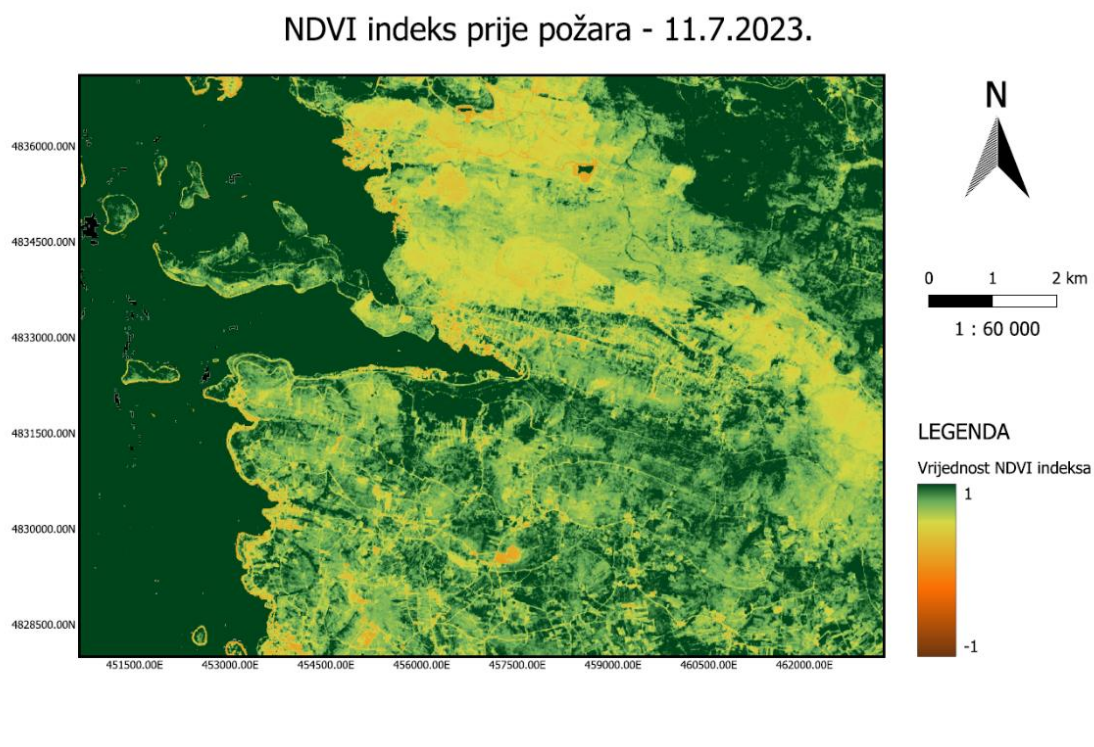 NDVI indeks prije požara - 11.7.2023.
N
4836000.00N
4834500.00N
4833000.00N
4831500.00N
4830000.00N
4828500.00N
451500.00E 453000.00E 454500.00E 456000.00E 457500.00E 459000.00E 460500.00E 462000.00E
0 1 2 km
1 : 60 000
LEGENDA
Vrijednost NDVI indeksa
1
-1